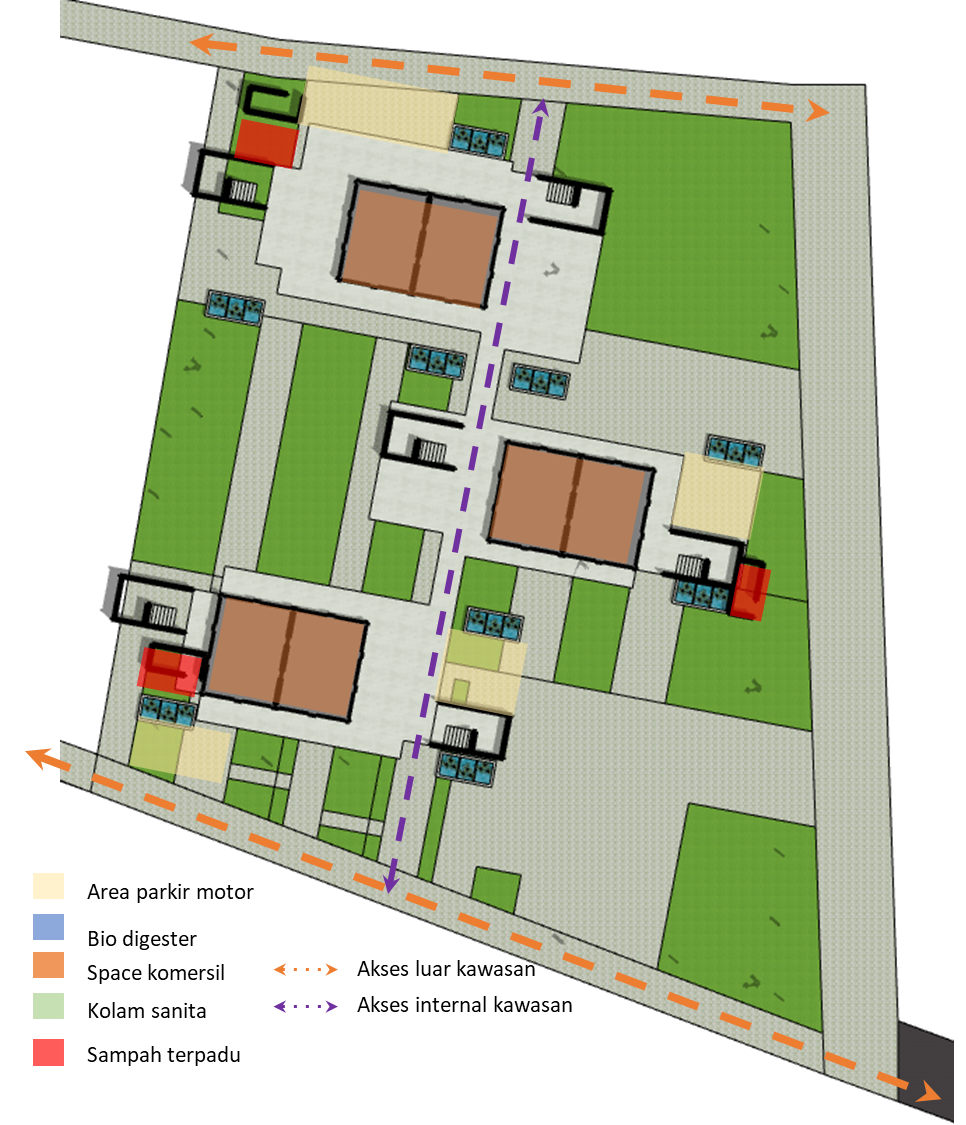 Area parkir motor
Bio digester
Space komersil
Kolam sanita
Sampah terpadu
Akses luar kawasan
Akses internal kawasan